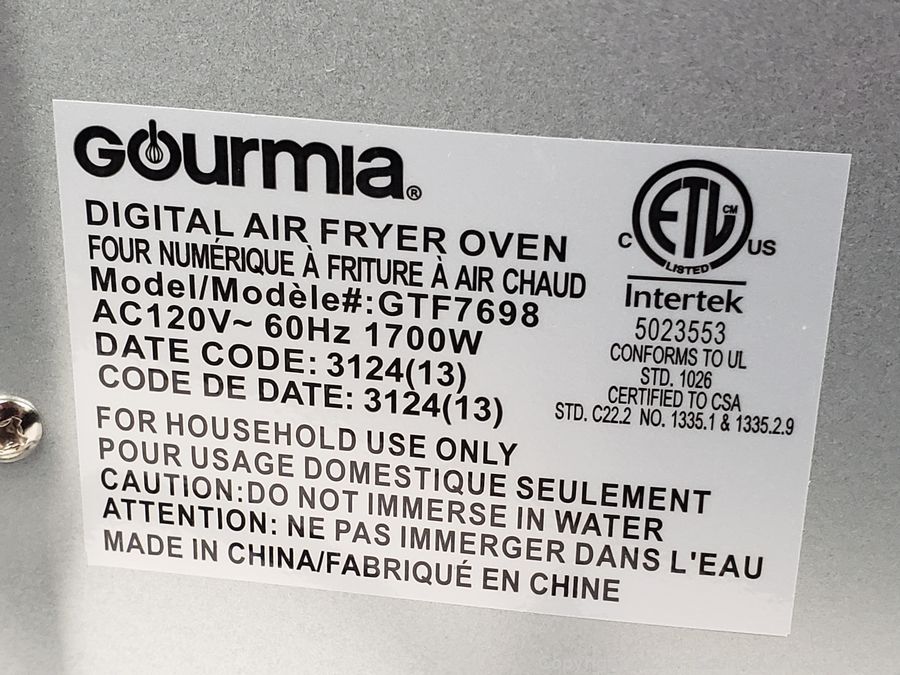 Gourmia®
DIGITAL AIR FRYER OVEN
FOUR NUMÉRIQUE À FRITURE À AIR CHAUD
Model/Modèle#:GTF7698
AC120V~ 60Hz 1700W
DATE CODE: 3124(13)
CODE DE DATE: 3124(13)
FOR HOUSEHOLD USE ONLY
POUR USAGE DOMESTIQUE SEULEMENT
CAUTION:DO NOT IMMERSE IN WATER
ATTENTION: NE PAS IMMERGER DANS L'EAU
MADE IN CHINA/FABRIQUÉ EN CHINE
ETL CM
C US
LISTED
Intertek
5023553
CONFORMS TO UL
STD. 1026
CERTIFIED TO CSA
STD. C22.2 NO. 1335.1 & 1335.2.9